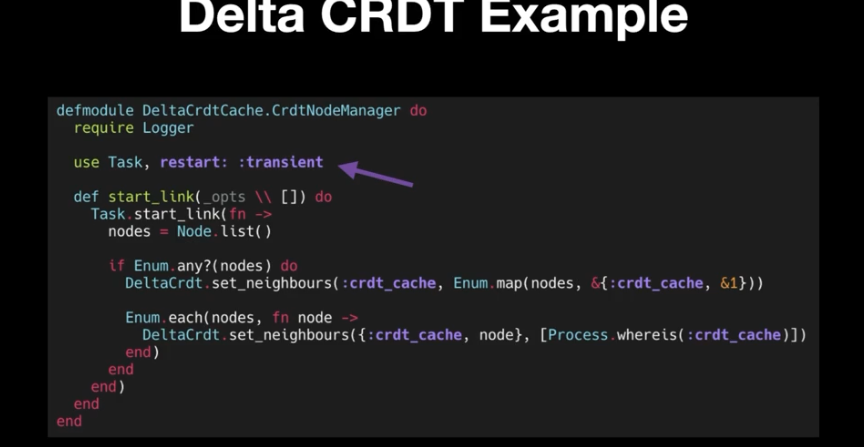 Delta CRDT Example
defmodule DeltaCrdtCache.CrdtNodeManager do
require Logger
use Task, restart: :transient
def start_link(_opts \\ []) do
Task.start_link(fn ->
nodes = Node.list()
if Enum.any?(nodes) do
DeltaCrdt.set_neighbours(:crdt_cache, Enum.map(nodes, &{:crdt_cache, &1}))
Enum.each(nodes, fn node ->
DeltaCrdt.set_neighbours({:crdt_cache, node}, [Process.whereis(:crdt_cache)])
end)
end
end)
end
end